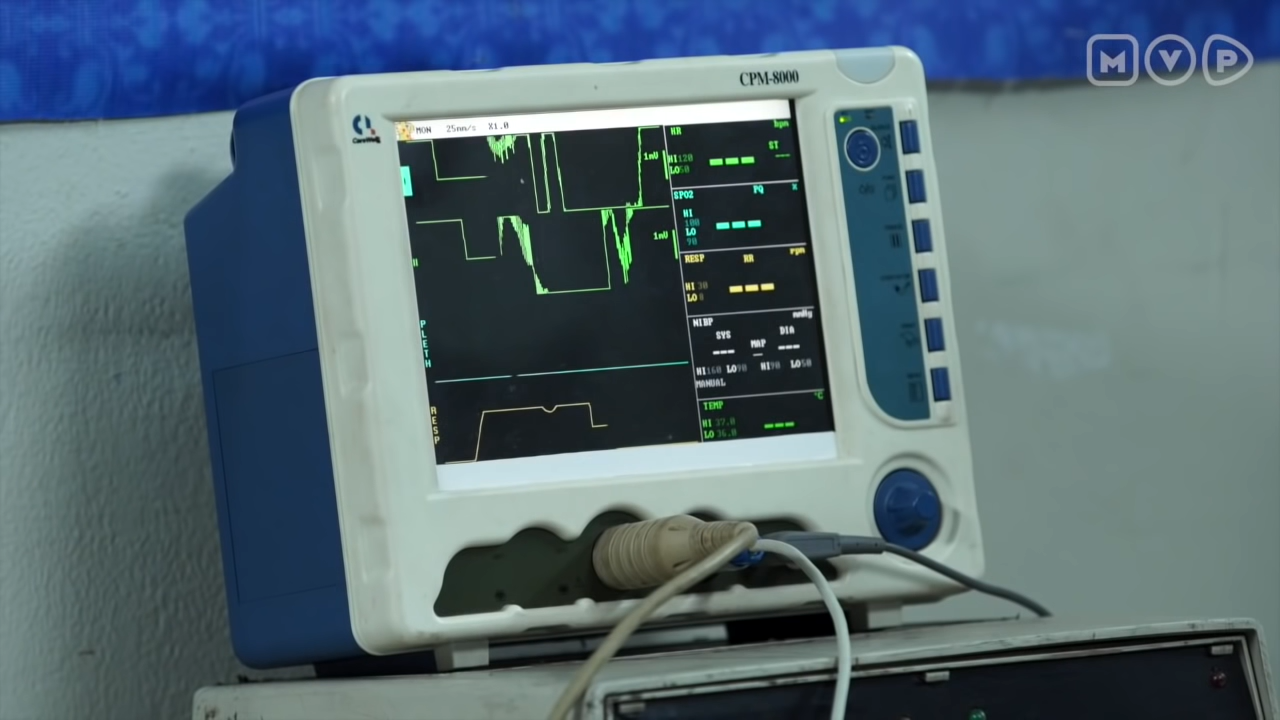 MVP
CPM-8000
MON 25mm/s X1.0
HR bpm
1mV
HI 120
LO 50
ST
SPO2 PQ %
HI
100
LO
90
1mV
II
RESP RR rpm
HI 30
LO 8
NIBP mmHg
SYS DIA
MAP
HI 160 LO 90 HI 90 LO 50
MANUAL
PLETH
TEMP °C
HI 37.0
LO 36.0
RESP